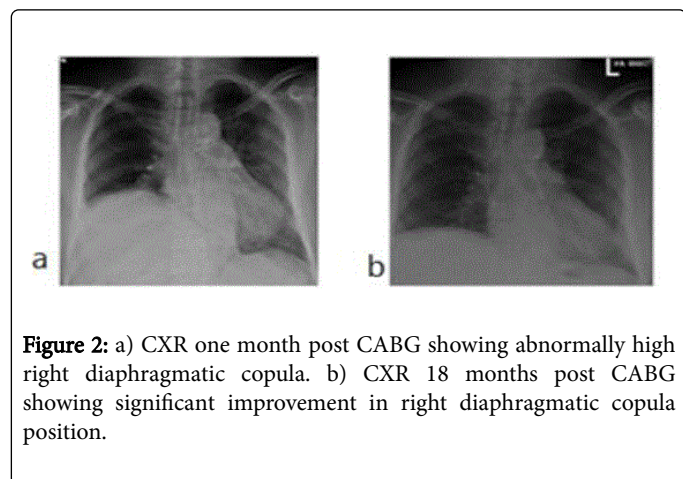 a
b
L
Figure 2: a) CXR one month post CABG showing abnormally high
right diaphragmatic copula. b) CXR 18 months post CABG
showing significant improvement in right diaphragmatic copula
position.